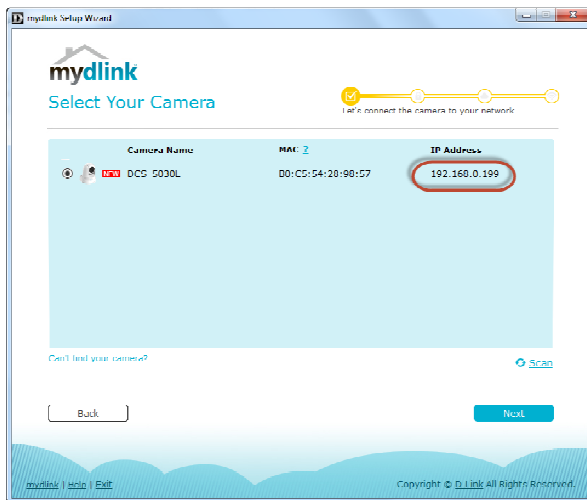 mydlink Setup Wizard
mydlink
Select Your Camera
Let's connect the camera to your network
Camera Name MAC ? IP Address
NEW DCS 5030L B0:C5:54:28:98:57 192.168.0.199
Can't find your camera?
Scan
Back Next
mydlink | Help | Exit Copyright © D Link All Rights Reserved.